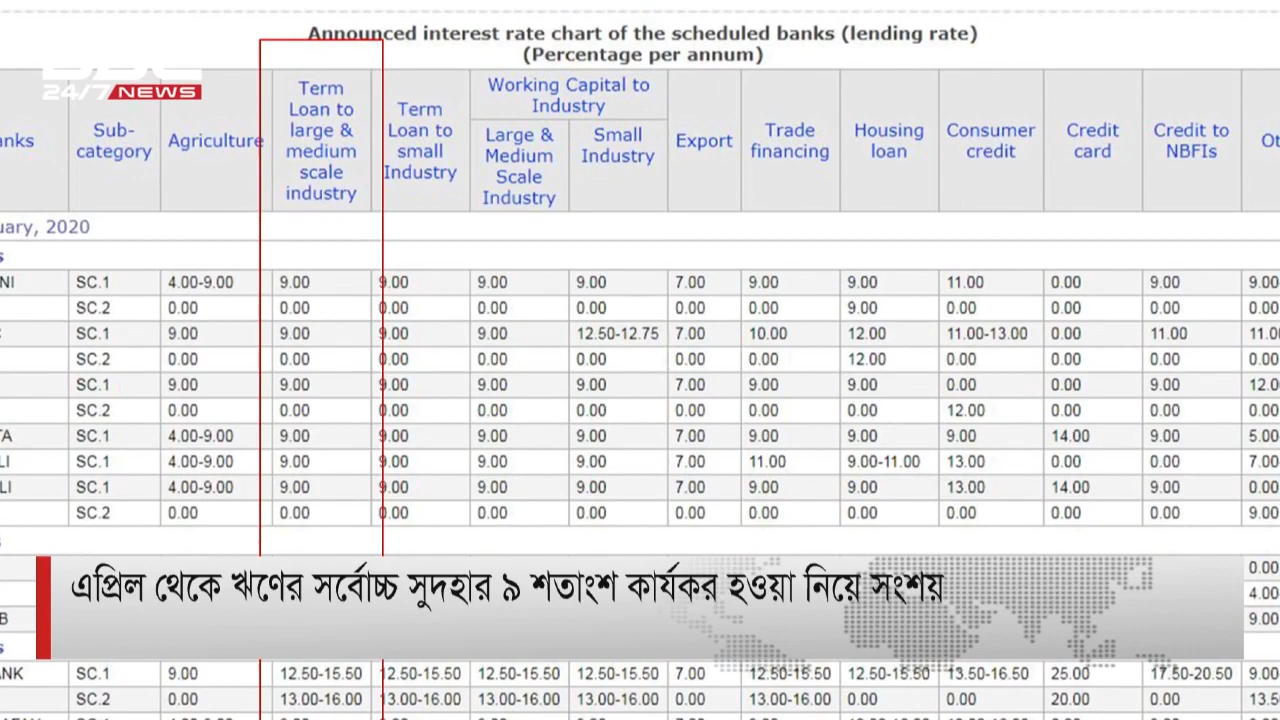 Announced interest rate chart of the scheduled banks (lending rate)
(Percentage per annum)
24/7 NEWS
Sub-category Agriculture Term Loan to large & medium scale industry Term Loan to small Industry Working Capital to Industry Large & Medium Scale Industry Small Industry Export Trade financing Housing loan Consumer credit Credit card Credit to NBFIs
2020
SC.1 4.00-9.00 9.00 9.00 9.00 9.00 7.00 9.00 9.00 11.00 0.00 9.00 9.00
SC.2 0.00 0.00 0.00 0.00 0.00 0.00 0.00 9.00 0.00 0.00 0.00 0.00
SC.1 9.00 9.00 9.00 9.00 12.50-12.75 7.00 10.00 12.00 11.00-13.00 0.00 11.00
SC.2 0.00 0.00 0.00 0.00 0.00 0.00 0.00 12.00 0.00 0.00 0.00 0.00
SC.1 9.00 9.00 9.00 9.00 9.00 7.00 9.00 9.00 0.00 0.00 9.00 12.0
SC.2 0.00 0.00 0.00 0.00 0.00 0.00 0.00 0.00 12.00 0.00 0.00 0.00
TA SC.1 4.00-9.00 9.00 9.00 9.00 9.00 7.00 9.00 9.00 9.00 14.00 9.00 5.00
LI SC.1 4.00-9.00 9.00 9.00 9.00 9.00 7.00 11.00 9.00-11.00 13.00 0.00 0.00 7.00
LI SC.1 4.00-9.00 9.00 9.00 9.00 9.00 7.00 9.00 9.00 13.00 14.00 9.00 0.00
SC.2 0.00 0.00 0.00 0.00 0.00 0.00 0.00 0.00 0.00 0.00 0.00 9.00
0.00
এপ্রিল থেকে ঋণের সর্বোচ্চ সুদহার ৯ শতাংশ কার্যকর হওয়া নিয়ে সংশয়
4.00
B 9.00
NK SC.1 9.00 12.50-15.50 12.50-15.50 12.50-15.50 12.50-15.50 7.00 12.50-15.50 12.50-15.50 13.50-16.50 25.00 17.50-20.50 9.00
SC.2 0.00 13.00-16.00 13.00-16.00 13.00-16.00 13.00-16.00 0.00 13.00-16.00 0.00 0.00 20.00 0.00 13.5